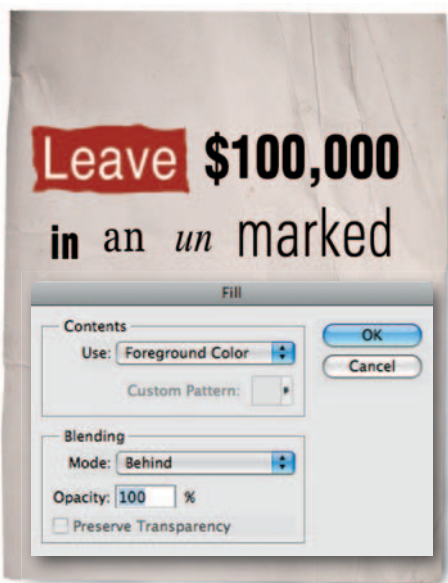 Leave $100,000
in an un marked
Fill
Contents
Use: Foreground Color
OK
Cancel
Custom Pattern:
Blending
Mode: Behind
Opacity: 100 %
Preserve Transparency